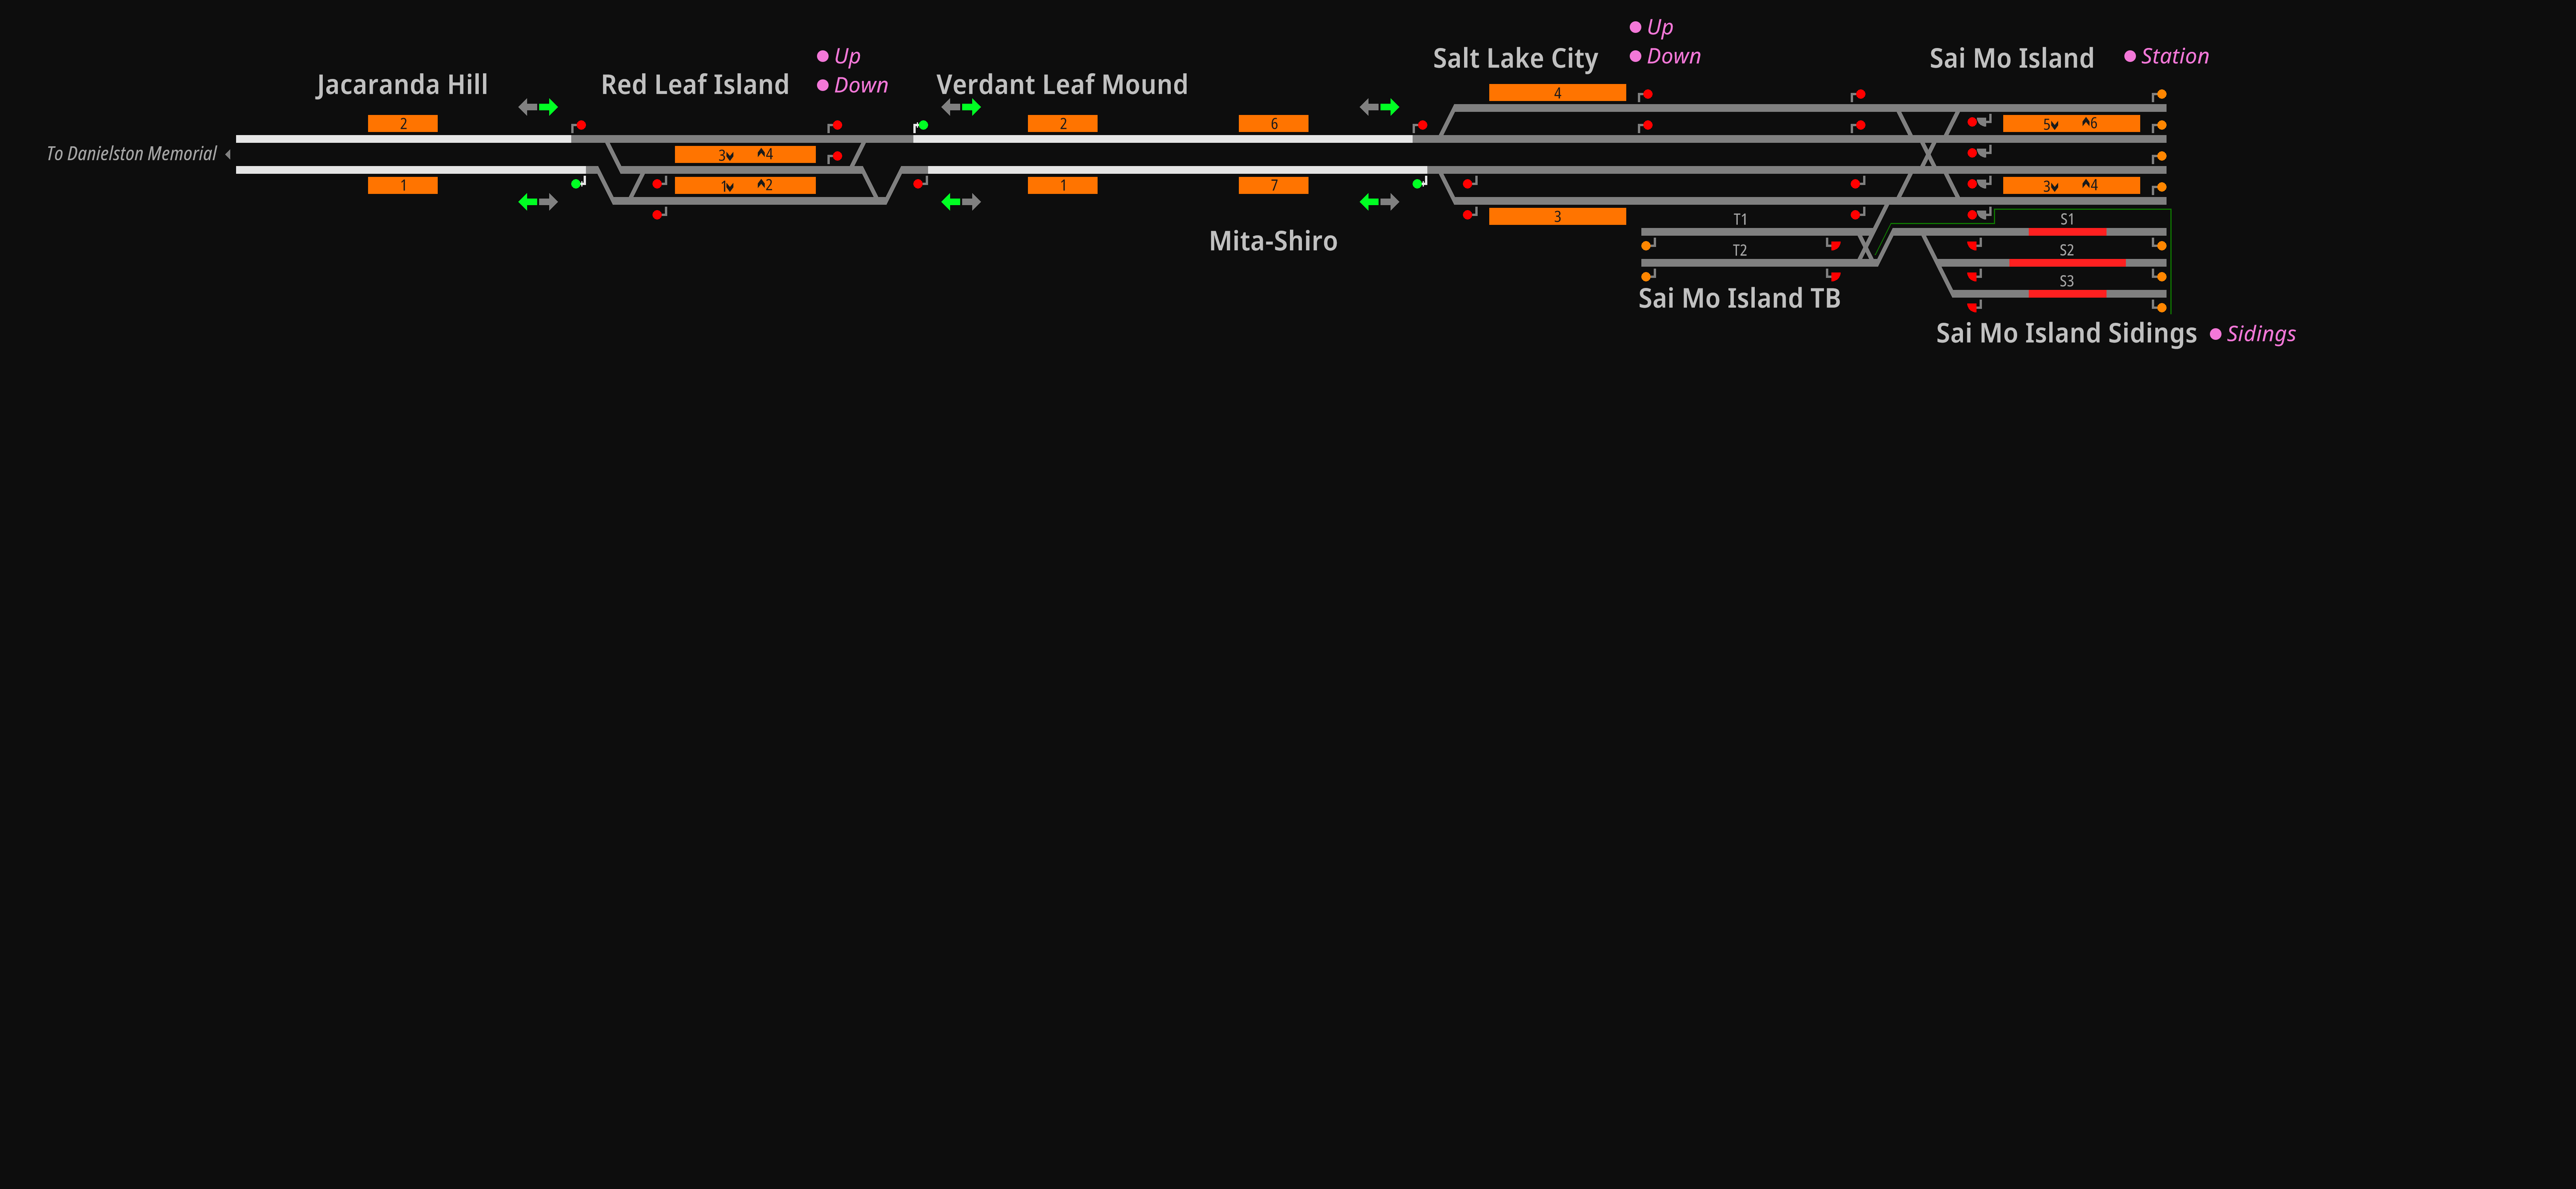 Up
Salt Lake City
Down
Sai Mo Island
Station
Up
Jacaranda Hill
Red Leaf Island
Down
Verdant Leaf Mound
4
2
2
6
5 6
To Danielston Memorial
3 4
1
1 2
1
7
3 4
3
T1
S1
Mita-Shiro
T2
S2
S3
Sai Mo Island TB
Sai Mo Island Sidings
Sidings